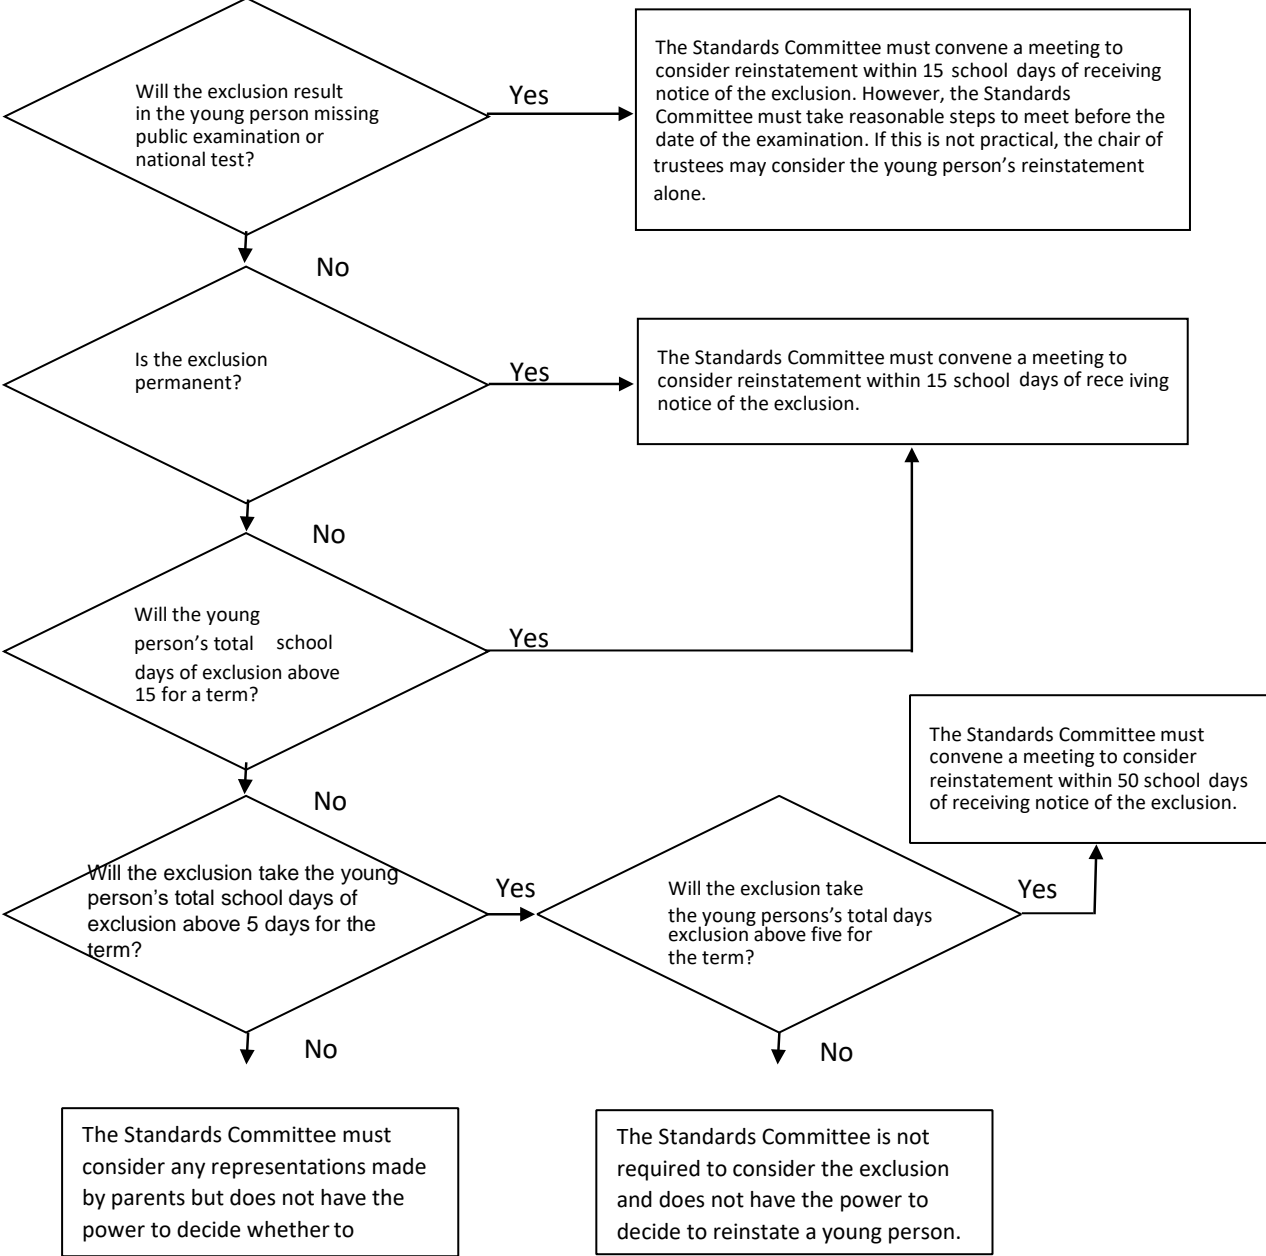 Will the exclusion result
in the young person missing
public examination or
national test?
Yes
The Standards Committee must convene a meeting to
consider reinstatement within 15 school days of receiving
notice of the exclusion. However, the Standards
Committee must take reasonable steps to meet before the
date of the examination. If this is not practical, the chair of
trustees may consider the young person’s reinstatement
alone.
No
Is the exclusion
permanent?
Yes
The Standards Committee must convene a meeting to
consider reinstatement within 15 school days of rece iving
notice of the exclusion.
No
Will the young
person’s total school
days of exclusion above
15 for a term?
Yes
No
The Standards Committee must
convene a meeting to consider
reinstatement within 50 school days
of receiving notice of the exclusion.
Will the exclusion take the young
person’s total school days of
exclusion above 5 days for the
term?
Yes
Will the exclusion take
the young persons’s total days
exclusion above five for
the term?
Yes
No
No
The Standards Committee must
consider any representations made
by parents but does not have the
power to decide whether to
The Standards Committee is not
required to consider the exclusion
and does not have the power to
decide to reinstate a young person.